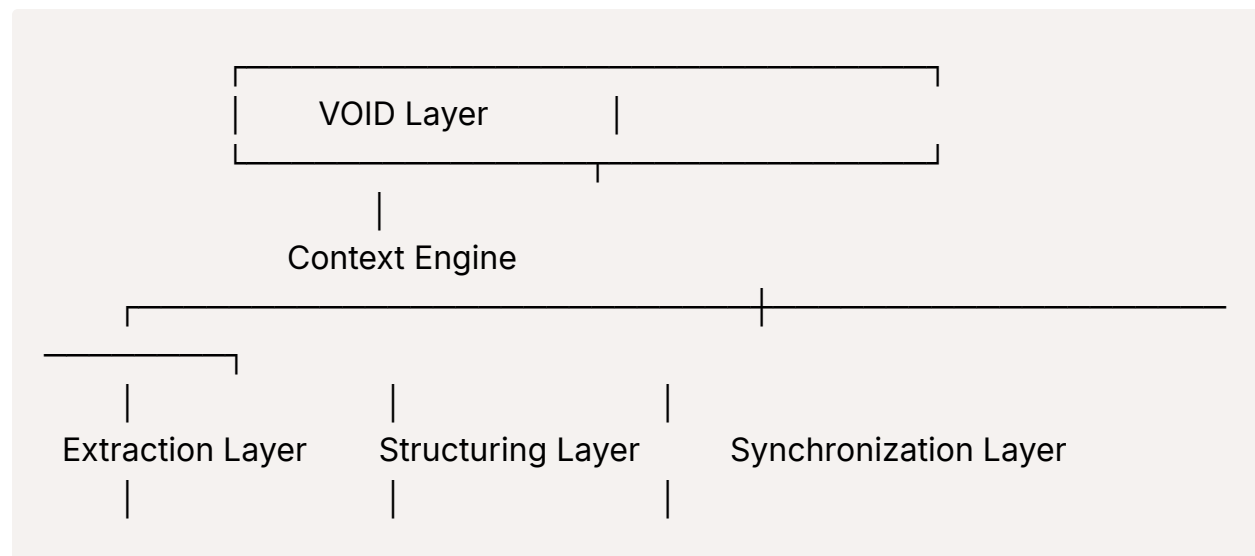 VOID Layer
Context Engine
Extraction Layer Structuring Layer Synchronization Layer